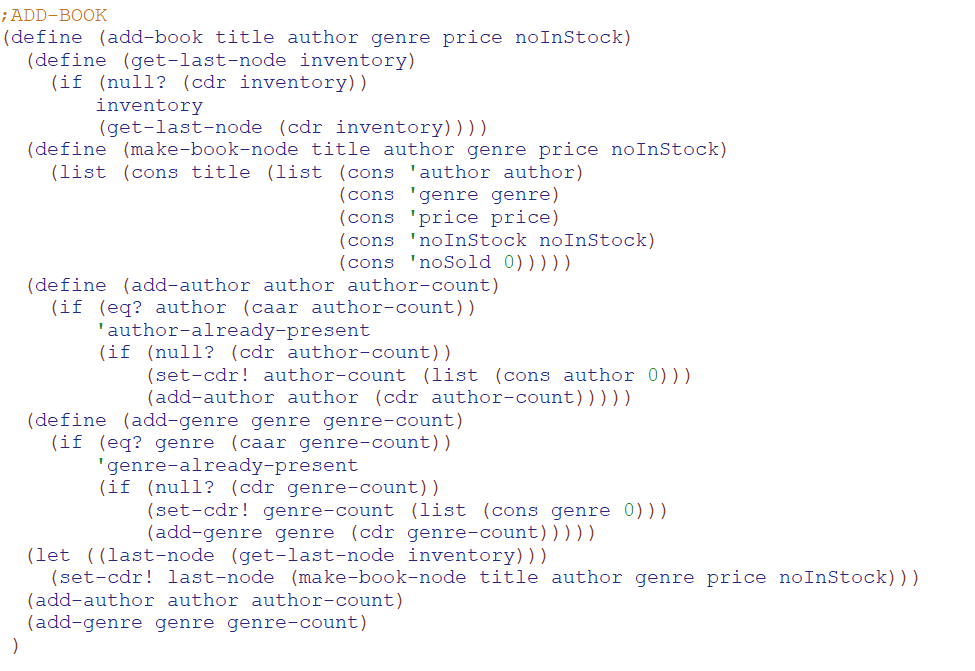 ;ADD-BOOK
(define (add-book title author genre price noInStock)
  (define (get-last-node inventory)
    (if (null? (cdr inventory))
        inventory
        (get-last-node (cdr inventory))))
  (define (make-book-node title author genre price noInStock)
    (list (cons title (list (cons 'author author)
                            (cons 'genre genre)
                            (cons 'price price)
                            (cons 'noInStock noInStock)
                            (cons 'noSold 0)))))
  (define (add-author author author-count)
    (if (eq? author (caar author-count))
        'author-already-present
        (if (null? (cdr author-count))
            (set-cdr! author-count (list (cons author 0)))
            (add-author author (cdr author-count)))))
  (define (add-genre genre genre-count)
    (if (eq? genre (caar genre-count))
        'genre-already-present
        (if (null? (cdr genre-count))
            (set-cdr! genre-count (list (cons genre 0)))
            (add-genre genre (cdr genre-count)))))
  (let ((last-node (get-last-node inventory)))
    (set-cdr! last-node (make-book-node title author genre price noInStock)))
  (add-author author author-count)
  (add-genre genre genre-count)
 )